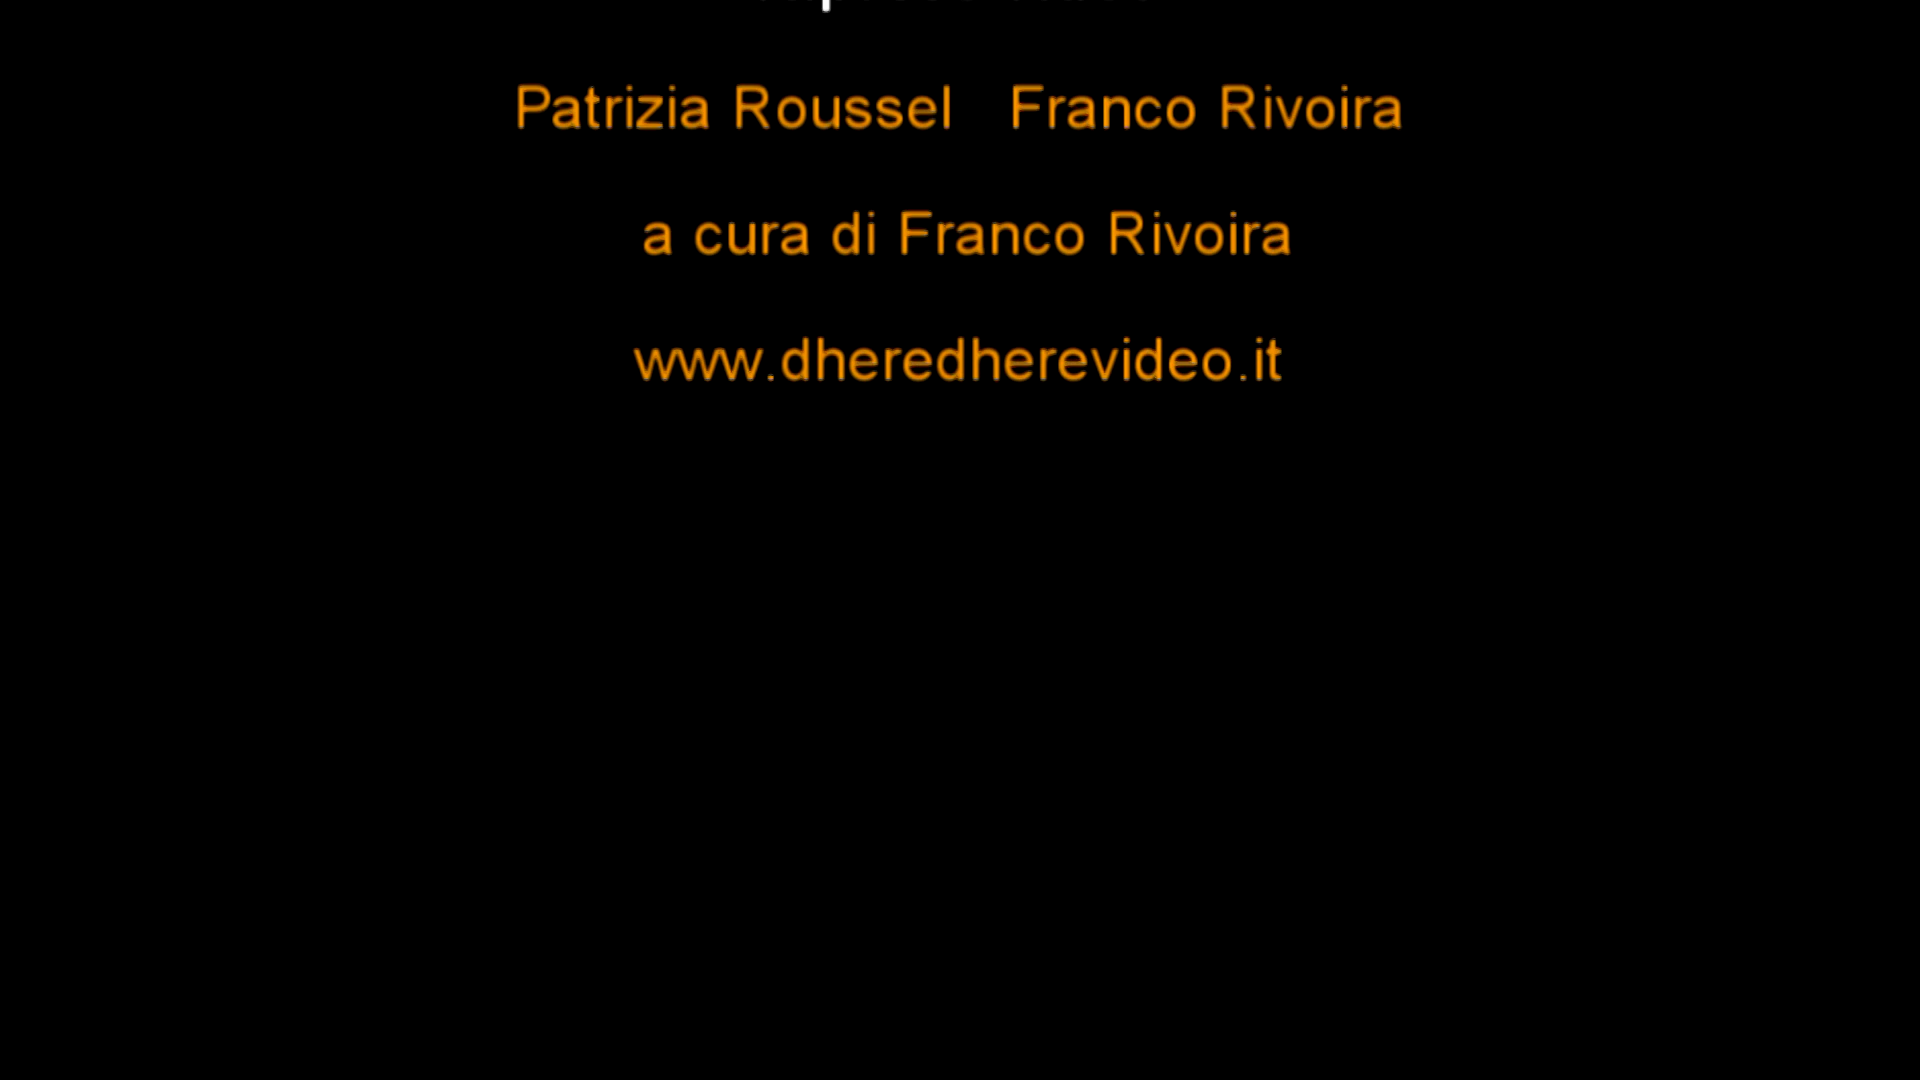 Patrizia Roussel Franco Rivoira
a cura di Franco Rivoira
www.dheredherevideo.it